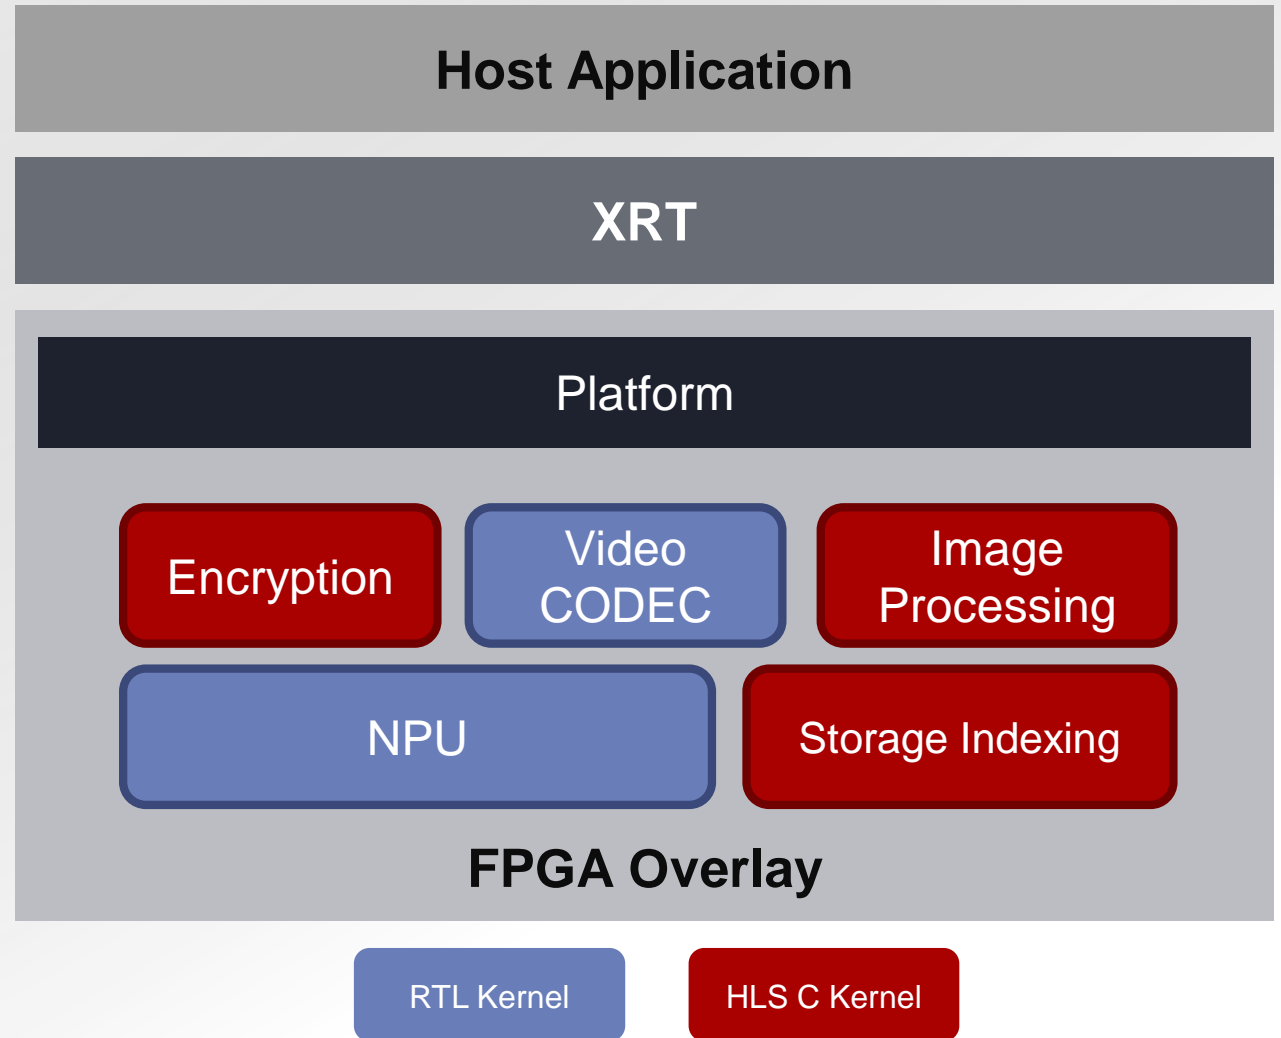 Host Application
XRT
Platform
Encryption
Video
CODEC
Image
Processing
NPU
Storage Indexing
FPGA Overlay
RTL Kernel
HLS C Kernel